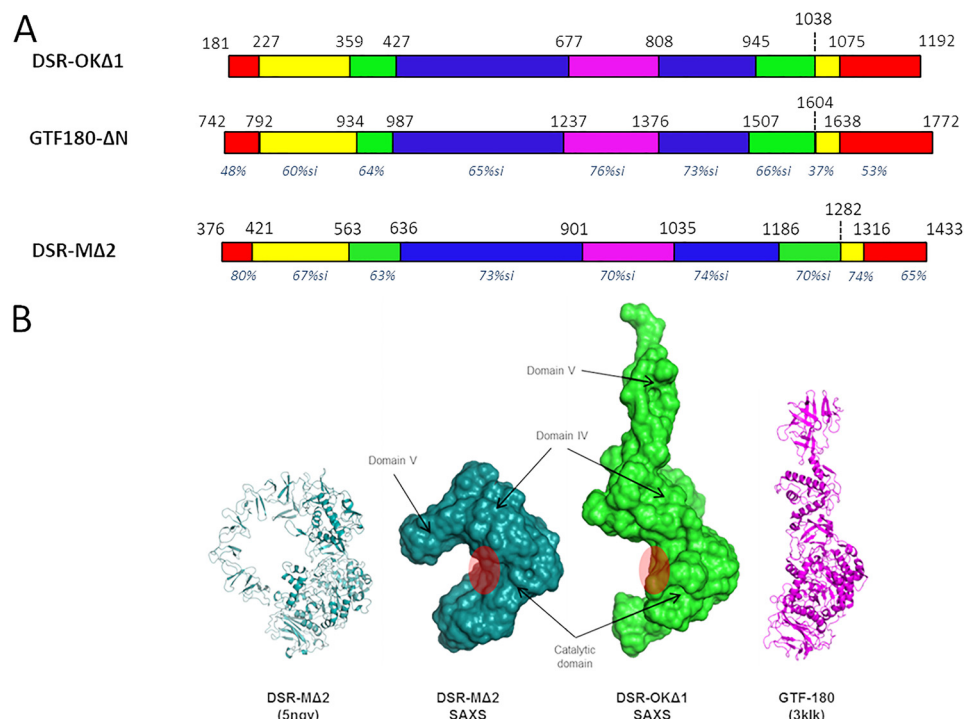 A
1038
181 227 359 427 677 808 945 1075 1192
DSR-OKΔ1
1604
742 792 934 987 1237 1376 1507 1638 1772
GTF180-ΔN
48% 60%si 64% 65%si 76%si 73%si 66%si 37% 53%
1282
376 421 563 636 901 1035 1186 1316 1433
DSR-MΔ2
80% 67%si 63% 73%si 70%si 74%si 70%si 74% 65%
B
Domain V
Domain IV
Domain V
Catalytic
domain
DSR-MΔ2 DSR-MΔ2 DSR-OKΔ1 GTF-180
(5ngy) SAXS SAXS (3klk)